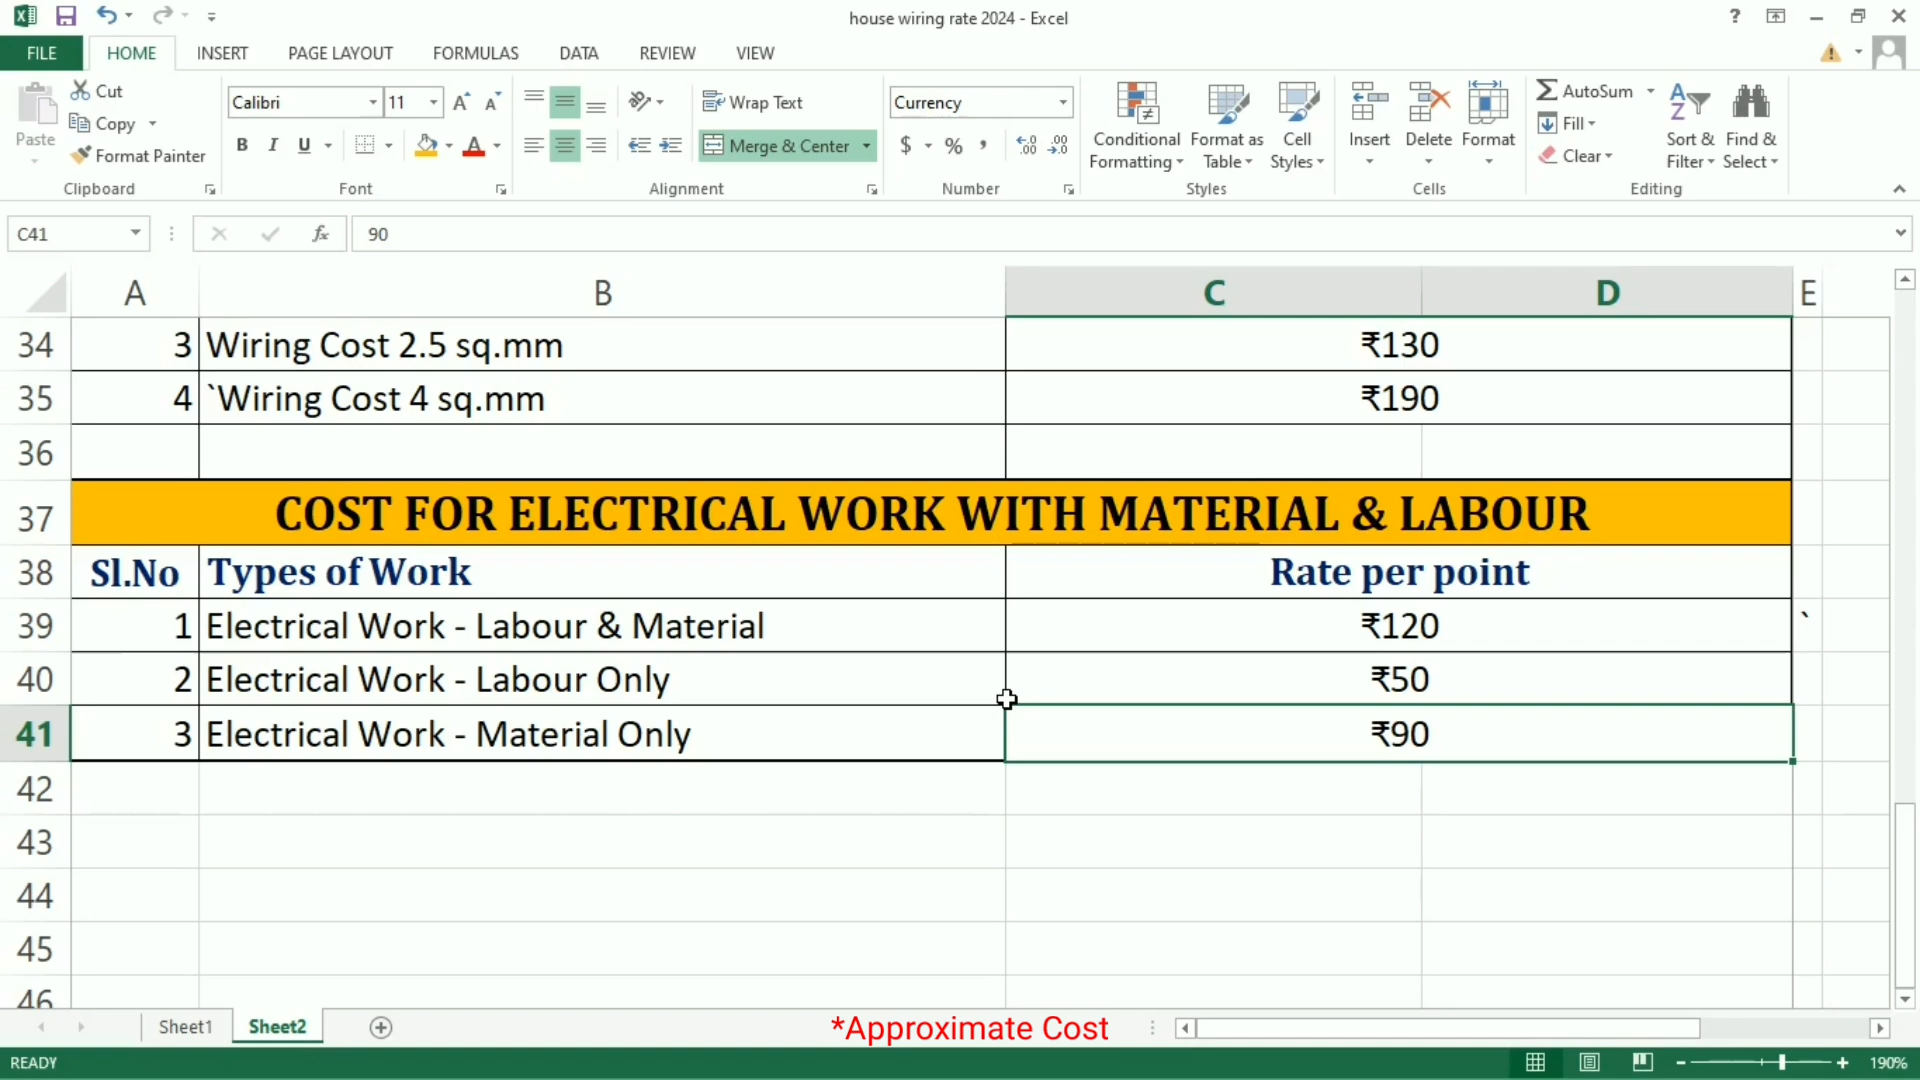 house wiring rate 2024 - Excel
FILE HOME INSERT PAGE LAYOUT FORMULAS DATA REVIEW VIEW
Paste
Cut
Copy
Format Painter
Clipboard
Calibri 11
B I U
Font
Wrap Text
Merge & Center
Alignment
Currency
$ % ,
Number
Conditional Formatting
Format as Table
Cell Styles
Styles
Insert Delete Format
Cells
AutoSum
Fill
Clear
Sort & Filter
Find & Select
Editing
C41 fx 90
A B C D E
34 3 Wiring Cost 2.5 sq.mm ₹130
35 4 `Wiring Cost 4 sq.mm ₹190
36
37 COST FOR ELECTRICAL WORK WITH MATERIAL & LABOUR
38 Sl.No Types of Work Rate per point
39 1 Electrical Work - Labour & Material ₹120 `
40 2 Electrical Work - Labour Only ₹50
41 3 Electrical Work - Material Only ₹90
42
43
44
45
46
Sheet1 Sheet2 *Approximate Cost
READY 190%